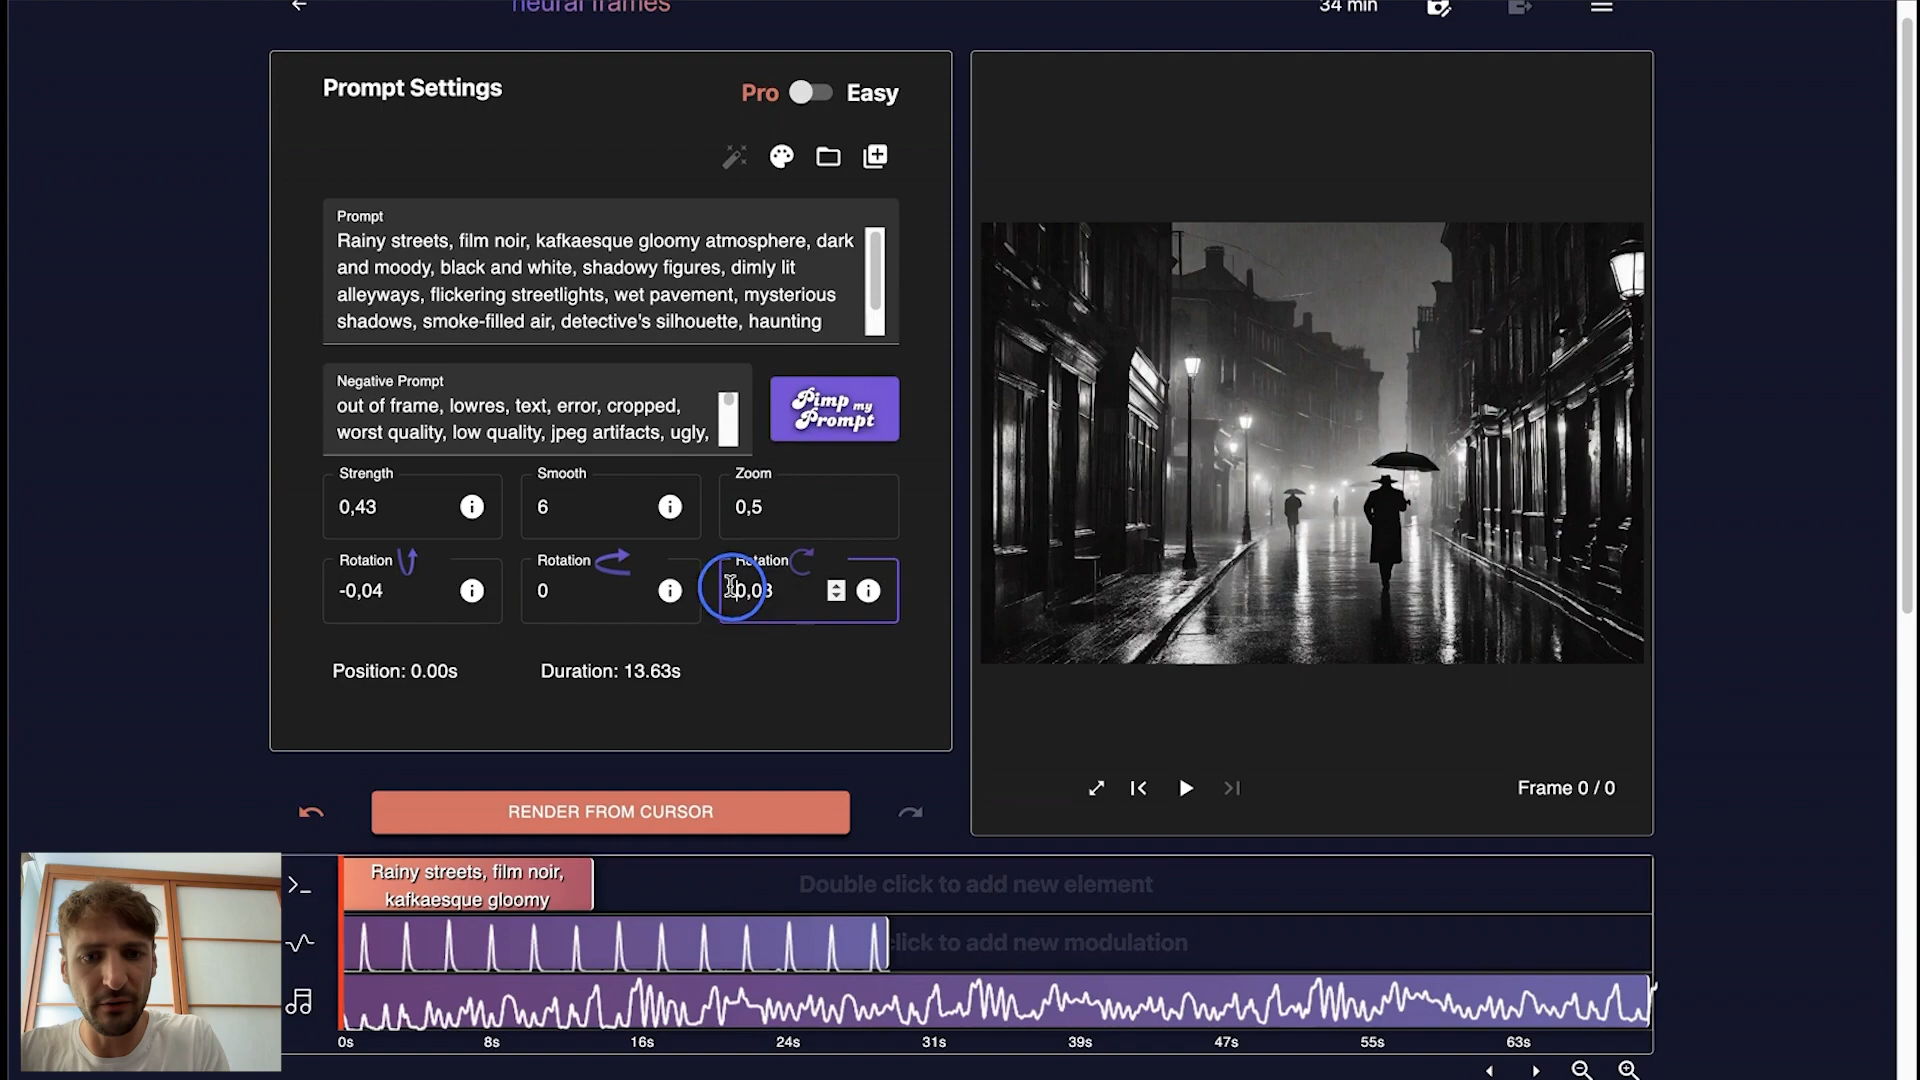 neural frames
34 min
Prompt Settings
Pro
Easy
Prompt
Rainy streets, film noir, kafkaesque gloomy atmosphere, dark
and moody, black and white, shadowy figures, dimly lit
alleyways, flickering streetlights, wet pavement, mysterious
shadows, smoke-filled air, detective's silhouette, haunting
Negative Prompt
out of frame, lowres, text, error, cropped,
worst quality, low quality, jpeg artifacts, ugly,
Pimp my
Prompt
Strength
Smooth
Zoom
0,43
6
0,5
Rotation
Rotation
Rotation
-0,04
0
0,03
Position: 0.00s
Duration: 13.63s
Frame 0 / 0
RENDER FROM CURSOR
Rainy streets, film noir,
kafkaesque gloomy
Double click to add new element
click to add new modulation
0s
8s
16s
24s
31s
39s
47s
55s
63s